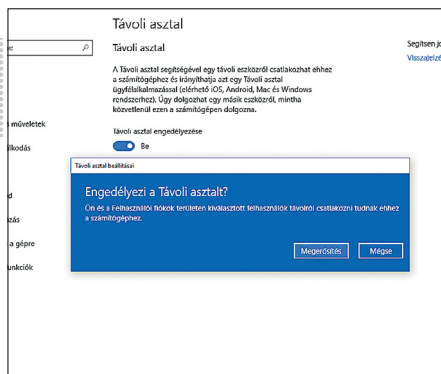 Távoli asztal
Távoli asztal
A Távoli asztal segítségével egy távoli eszközről csatlakozhat ehhez
a számítógéphez és irányíthatja azt egy Távoli asztal
ügyfélalkalmazással (elérhető iOS, Android, Mac és Windows
rendszerhez). Úgy dolgozhat egy másik eszközről, mintha
közvetlenül ezen a számítógépen dolgozna.
Távoli asztal engedélyezése
Be
Segítsen jo
Visszajelzé
műveletek
lkodás
d
zás
a gépre
unkciók
Távoli asztal beállításai
Engedélyezi a Távoli asztalt?
Ön és a Felhasználói fiókok területen kiválasztott felhasználók távolról csatlakozni tudnak ehhez
a számítógéphez.
Megerősítés
Mégse